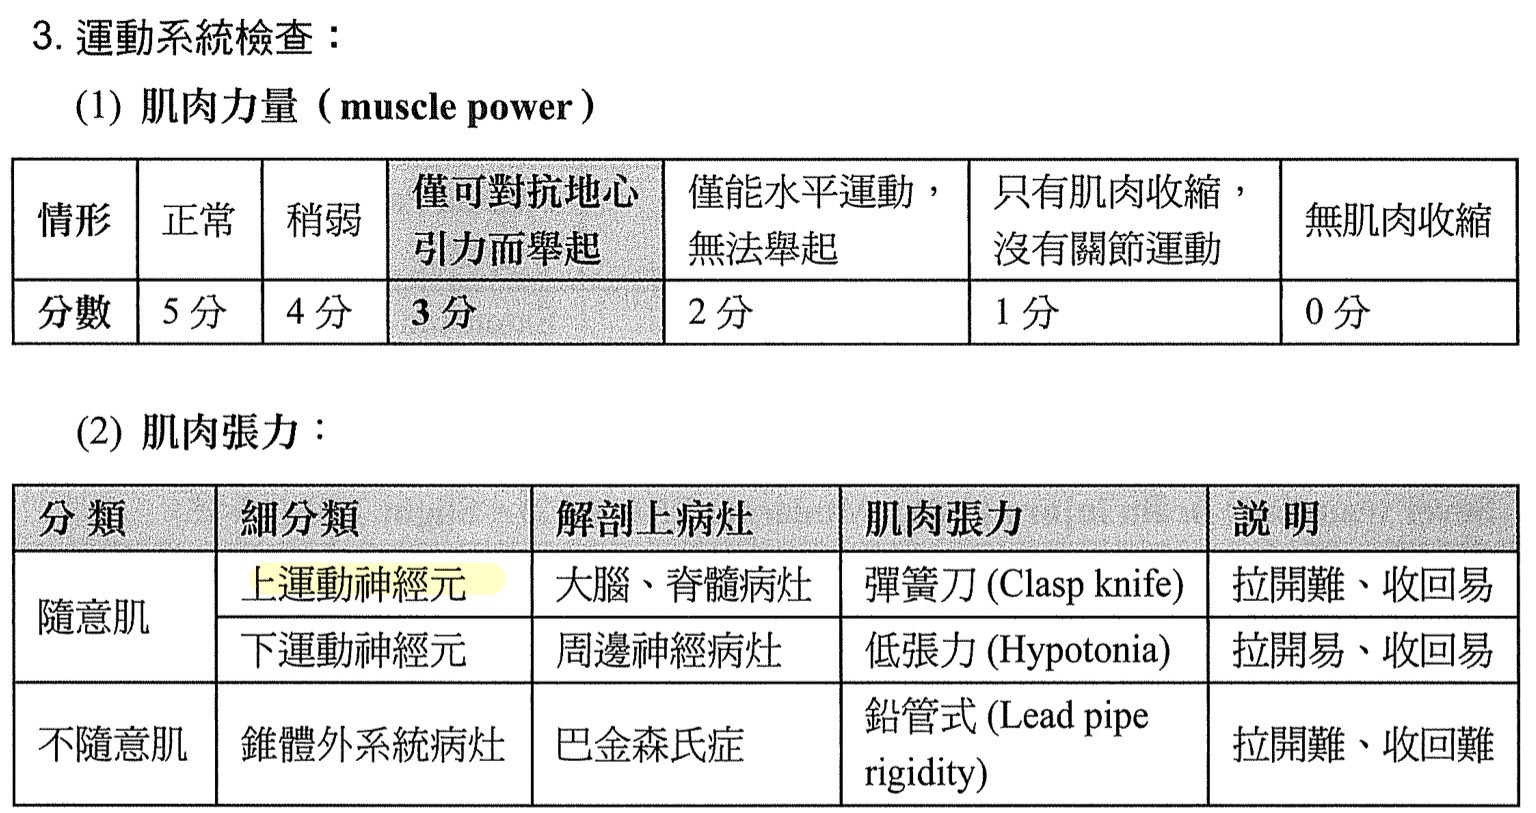 3. 運動系統檢查：
(1) 肌肉力量（muscle power）
情形 正常 稍弱 僅可對抗地心引力而舉起 僅能水平運動，無法舉起 只有肌肉收縮，沒有關節運動 無肌肉收縮
分數 5 分 4 分 3 分 2 分 1 分 0 分
(2) 肌肉張力：
分 類 細分類 解剖上病灶 肌肉張力 說 明
隨意肌 上運動神經元 大腦、脊髓病灶 彈簧刀 (Clasp knife) 拉開難、收回易
下運動神經元 周邊神經病灶 低張力 (Hypotonia) 拉開易、收回易
不隨意肌 錐體外系統病灶 巴金森氏症 鉛管式 (Lead pipe rigidity) 拉開難、收回難